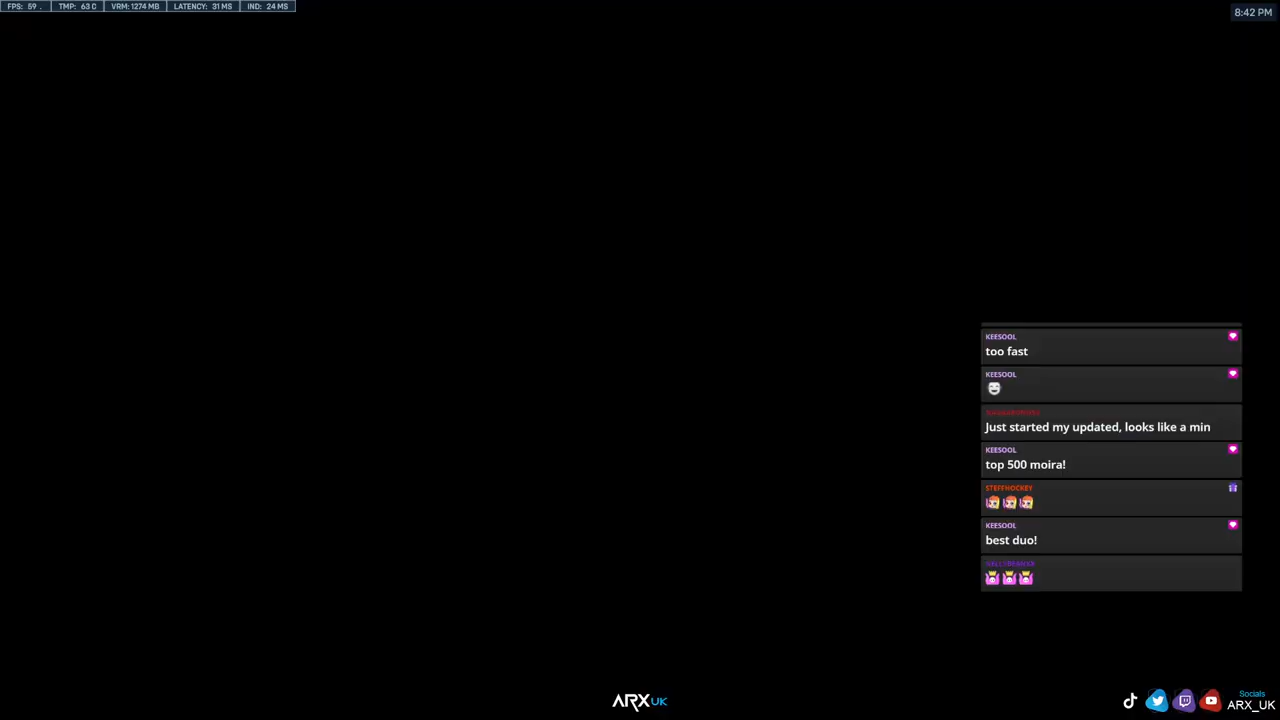 FPS: 59 . TMP: 63 C VRM: 1274 MB LATENCY: 31 MS IND: 24 MS
8:42 PM
KEESOOL
too fast
KEESOOL
Just started my updated, looks like a min
KEESOOL
top 500 moira!
STEFFHOCKEY
KEESOOL
best duo!
ARX UK
Socials
ARX_UK